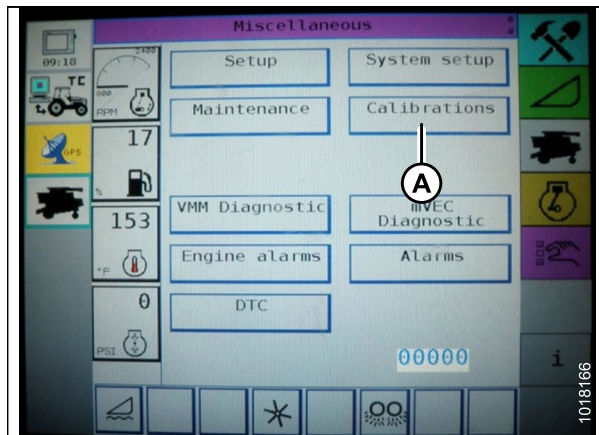 Miscellaneous
09:18
TC
GPS
2400
600
RPM
17
%
153
°F
0
PSI
Setup
System setup
Maintenance
Calibrations
A
VMM Diagnostic
mVEC
Diagnostic
Engine alarms
Alarms
DTC
00000
i
1018166